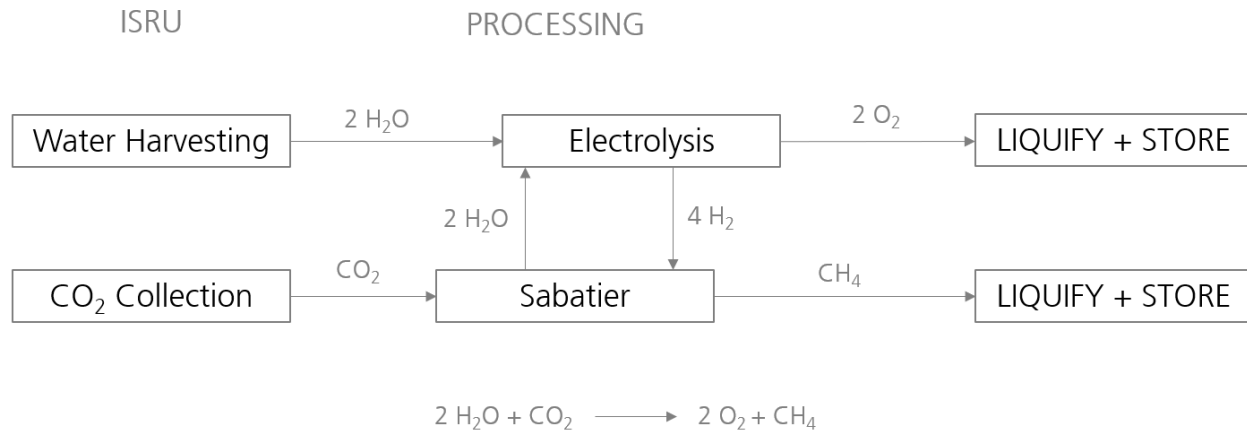 ISRU
PROCESSING
Water Harvesting
2 H₂O
Electrolysis
2 O₂
LIQUIFY + STORE
2 H₂O
4 H₂
CO₂ Collection
CO₂
Sabatier
CH₄
LIQUIFY + STORE
2 H₂O + CO₂ → 2 O₂ + CH₄